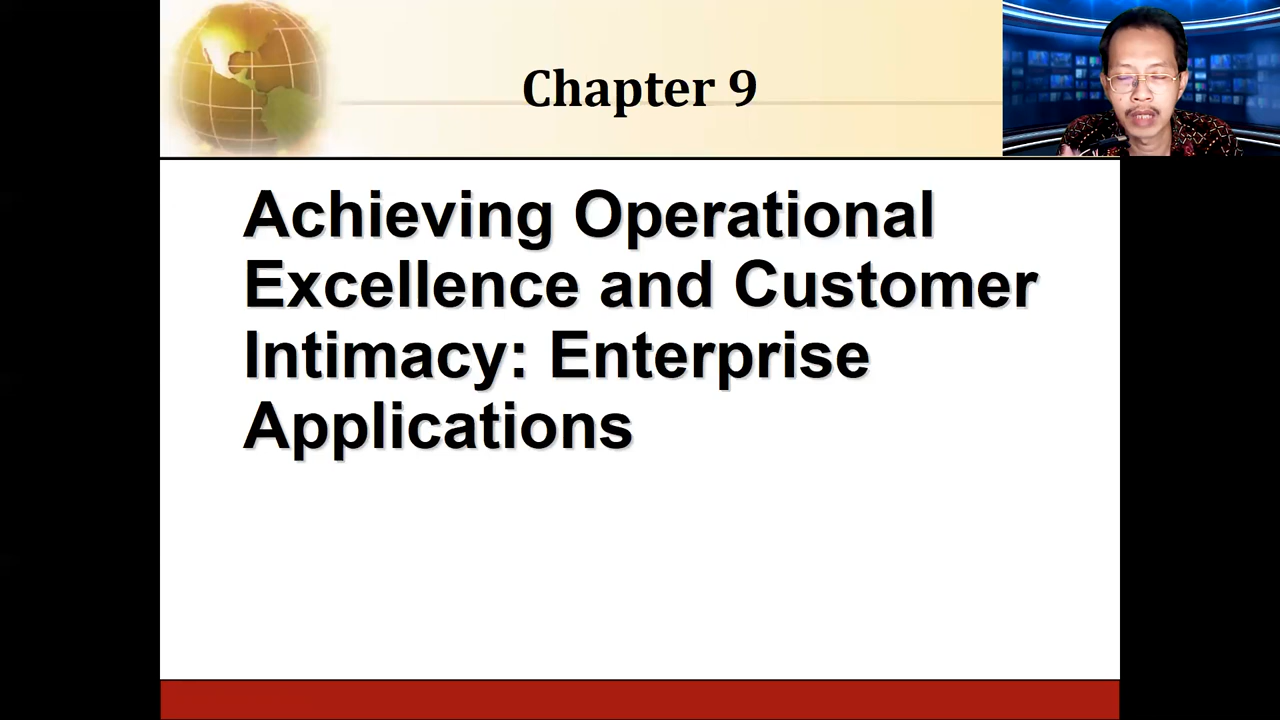 Chapter 9
Achieving Operational
Excellence and Customer
Intimacy: Enterprise
Applications